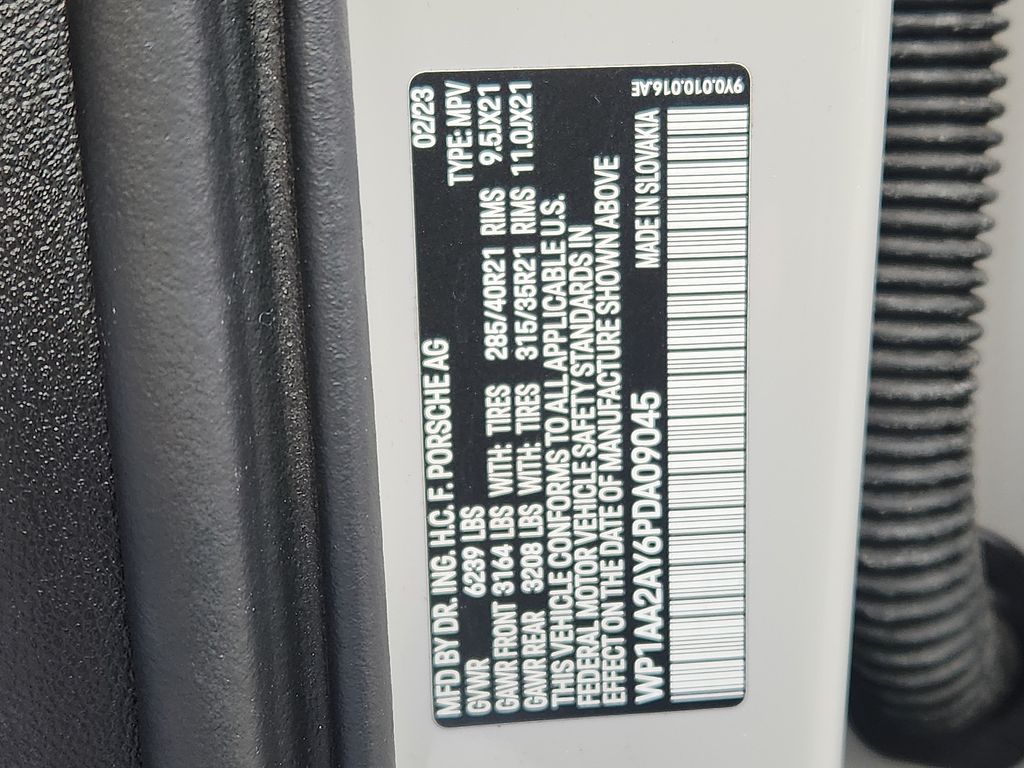 MFD BY DR. ING. H.C. F. PORSCHE AG 02/23
GVWR 6239 LBS TYPE: MPV
GAWR FRONT 3164 LBS WITH: TIRES 285/40R21 RIMS 9.5JX21
GAWR REAR 3208 LBS WITH: TIRES 315/35R21 RIMS 11.0JX21
THIS VEHICLE CONFORMS TO ALL APPLICABLE U.S.
FEDERAL MOTOR VEHICLE SAFETY STANDARDS IN
EFFECT ON THE DATE OF MANUFACTURE SHOWN ABOVE
WP1AA2AY6PDA09045 MADE IN SLOVAKIA
9Y0.010.016.AE